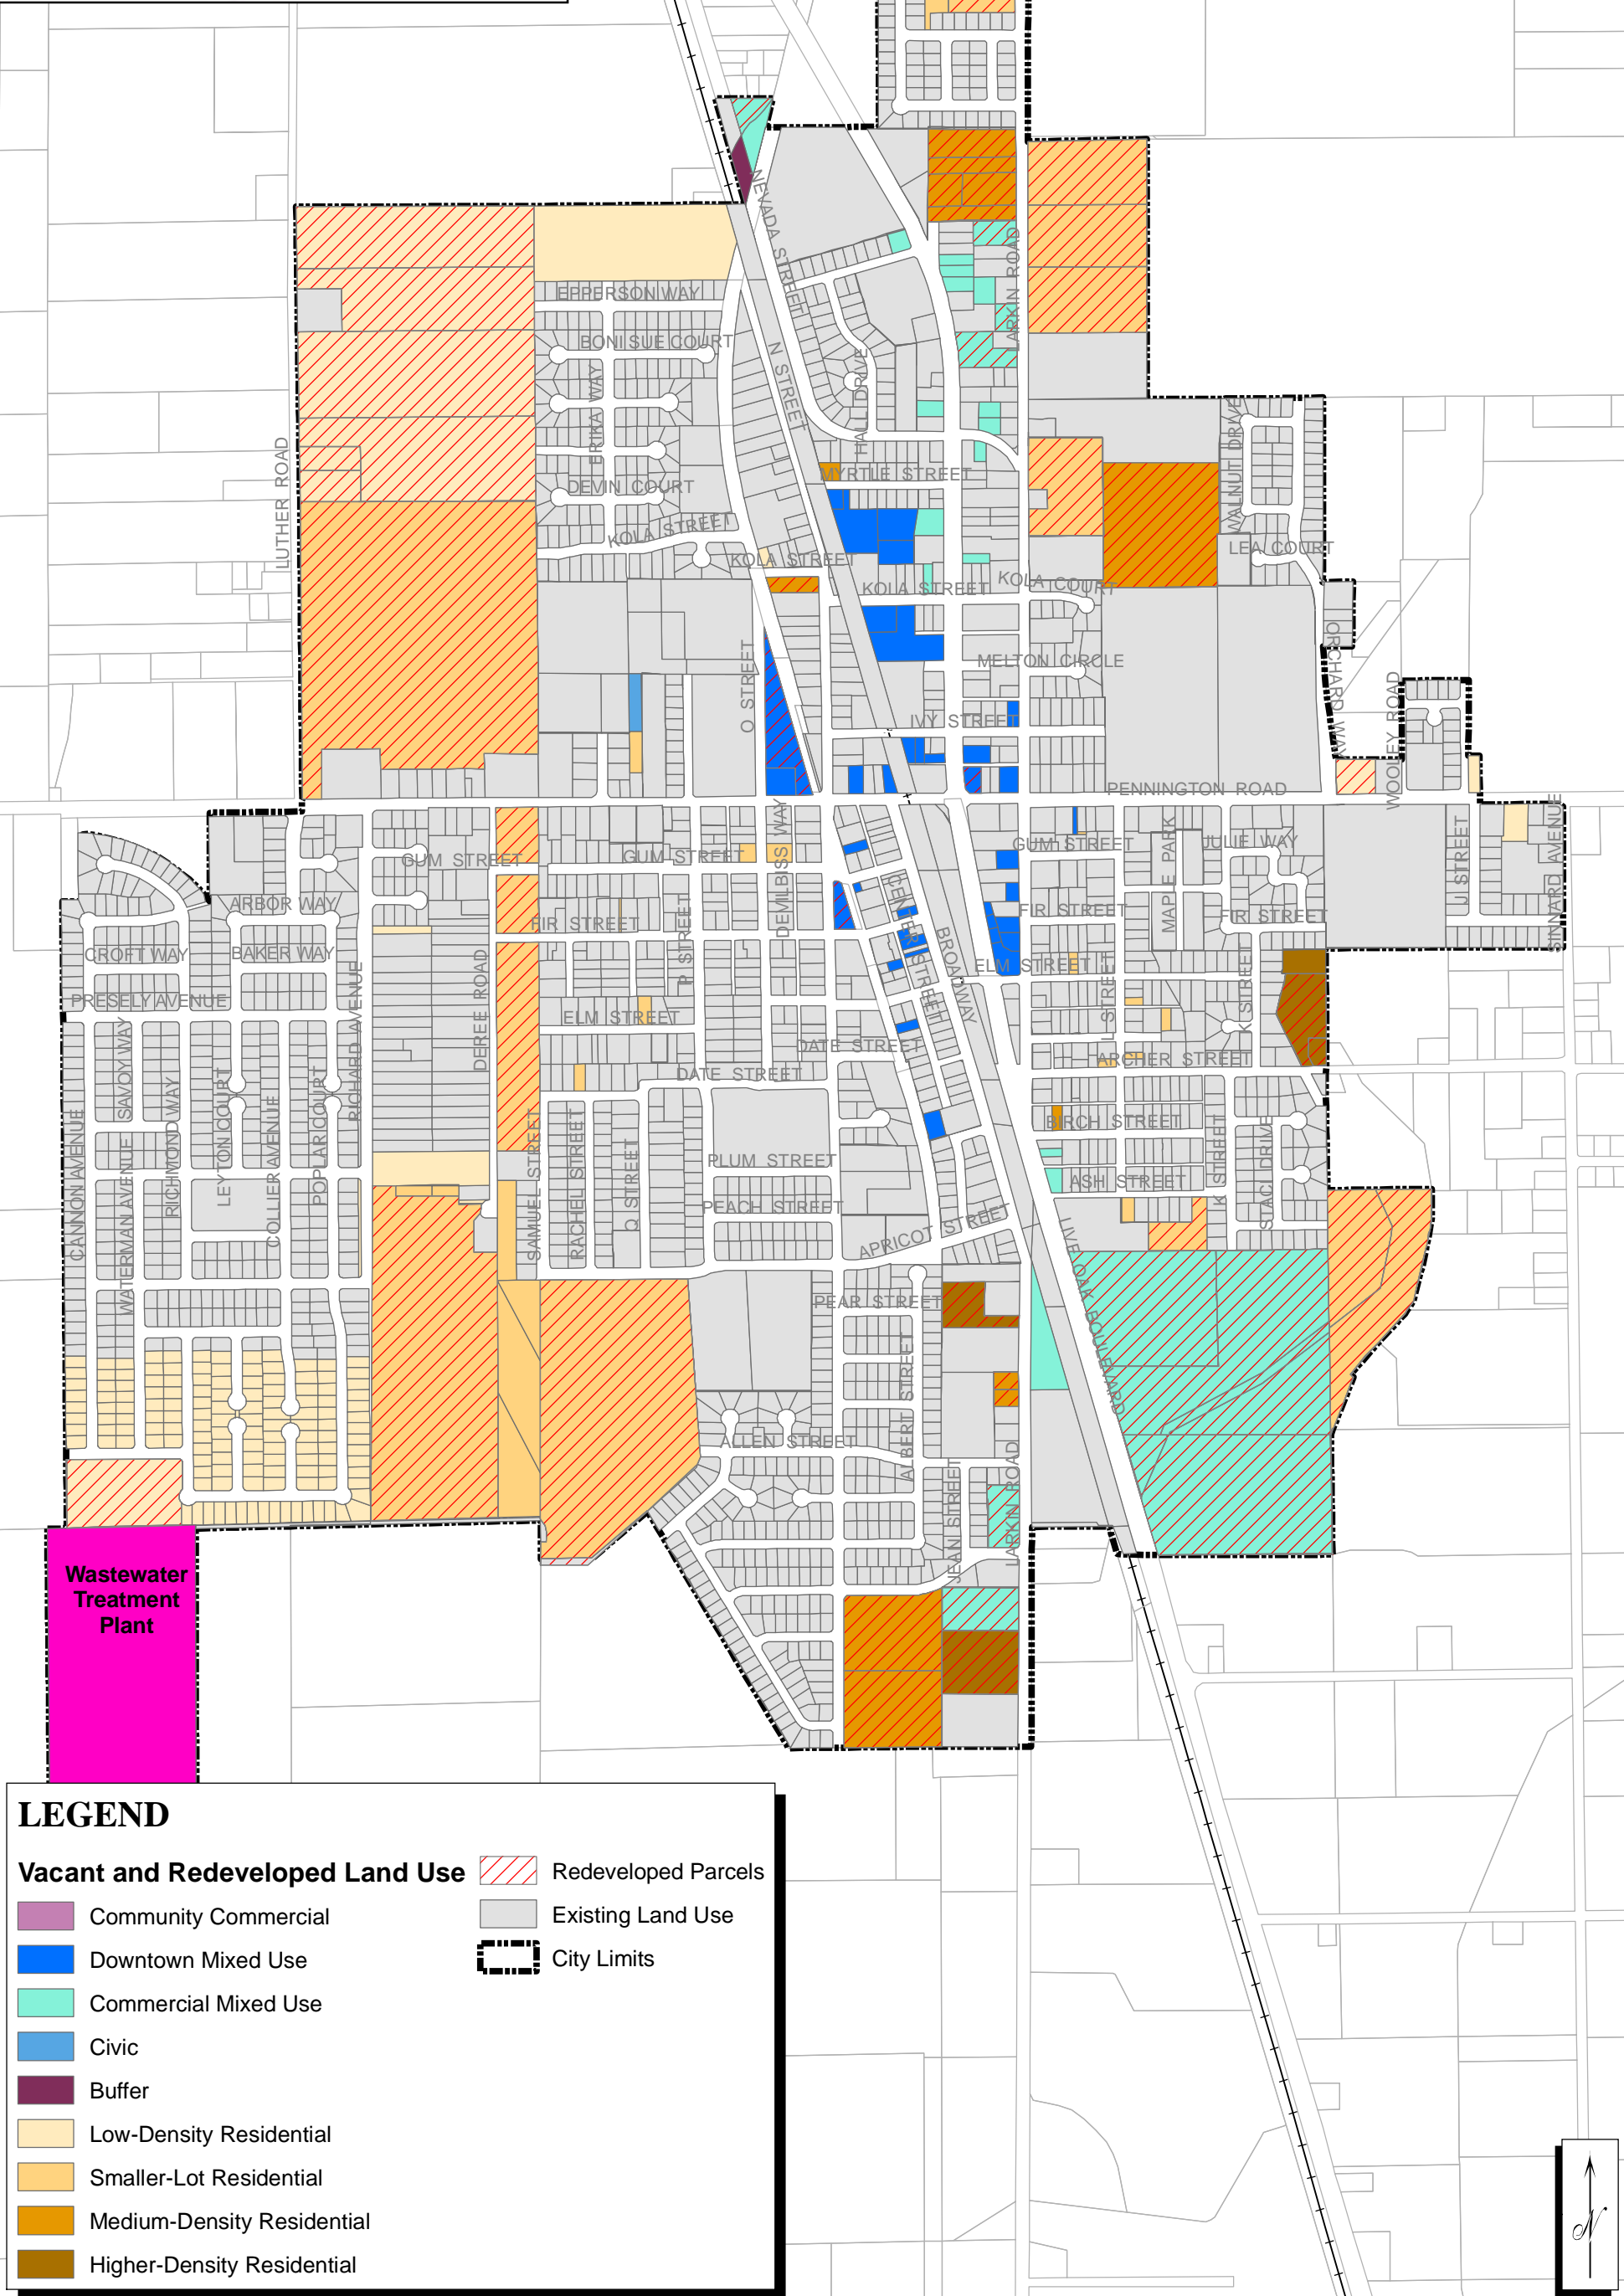 NEVADA STREET
LARKIN ROAD
EPPERSON WAY
BONI SUE COURT
N STREET
HALL DRIVE
ERIKA WAY
LUTHER ROAD
WALNUT DRIVE
MYRTLE STREET
DEVIN COURT
KOLA STREET
KOLA STREET
LEA COURT
KOLA STREET
KOLA COURT
ORCHARD WAY
O STREET
MELTON CIRCLE
WOOLEY ROAD
IVY STREET
PENNINGTON ROAD
GUM STREET
GUM STREET
DEMLBISS WAY
GUM STREET
MAPLE PARK
JULIE WAY
J STREET
SINNARD AVENUE
ARBOR WAY
FIR STREET
P STREET
CENTER STREET
BROADWAY
FIR STREET
FIR STREET
CROFT WAY
BAKER WAY
ELM STREET
L STREET
K STREET
PRESELY AVENUE
DEREE ROAD
ELM STREET
DATE STREET
ARCHER STREET
SAVOY WAY
RICHARD AVENUE
DATE STREET
CANNON AVENUE
WATERMAN AVENUE
RICHMOND WAY
LEYTON COURT
COLLIER AVENUE
POPLAR COURT
SAMUEL STREET
RACHEL STREET
Q STREET
BIRCH STREET
PLUM STREET
K STREET
STACI DRIVE
ASH STREET
PEACH STREET
APRICOT STREET
LIVE OAK BOULEVARD
PEAR STREET
ALBERT STREET
ALLEN STREET
JEAN STREET
LARKIN ROAD
Wastewater
Treatment
Plant
LEGEND
Vacant and Redeveloped Land Use
Community Commercial
Downtown Mixed Use
Commercial Mixed Use
Civic
Buffer
Low-Density Residential
Smaller-Lot Residential
Medium-Density Residential
Higher-Density Residential
Redeveloped Parcels
Existing Land Use
City Limits
N